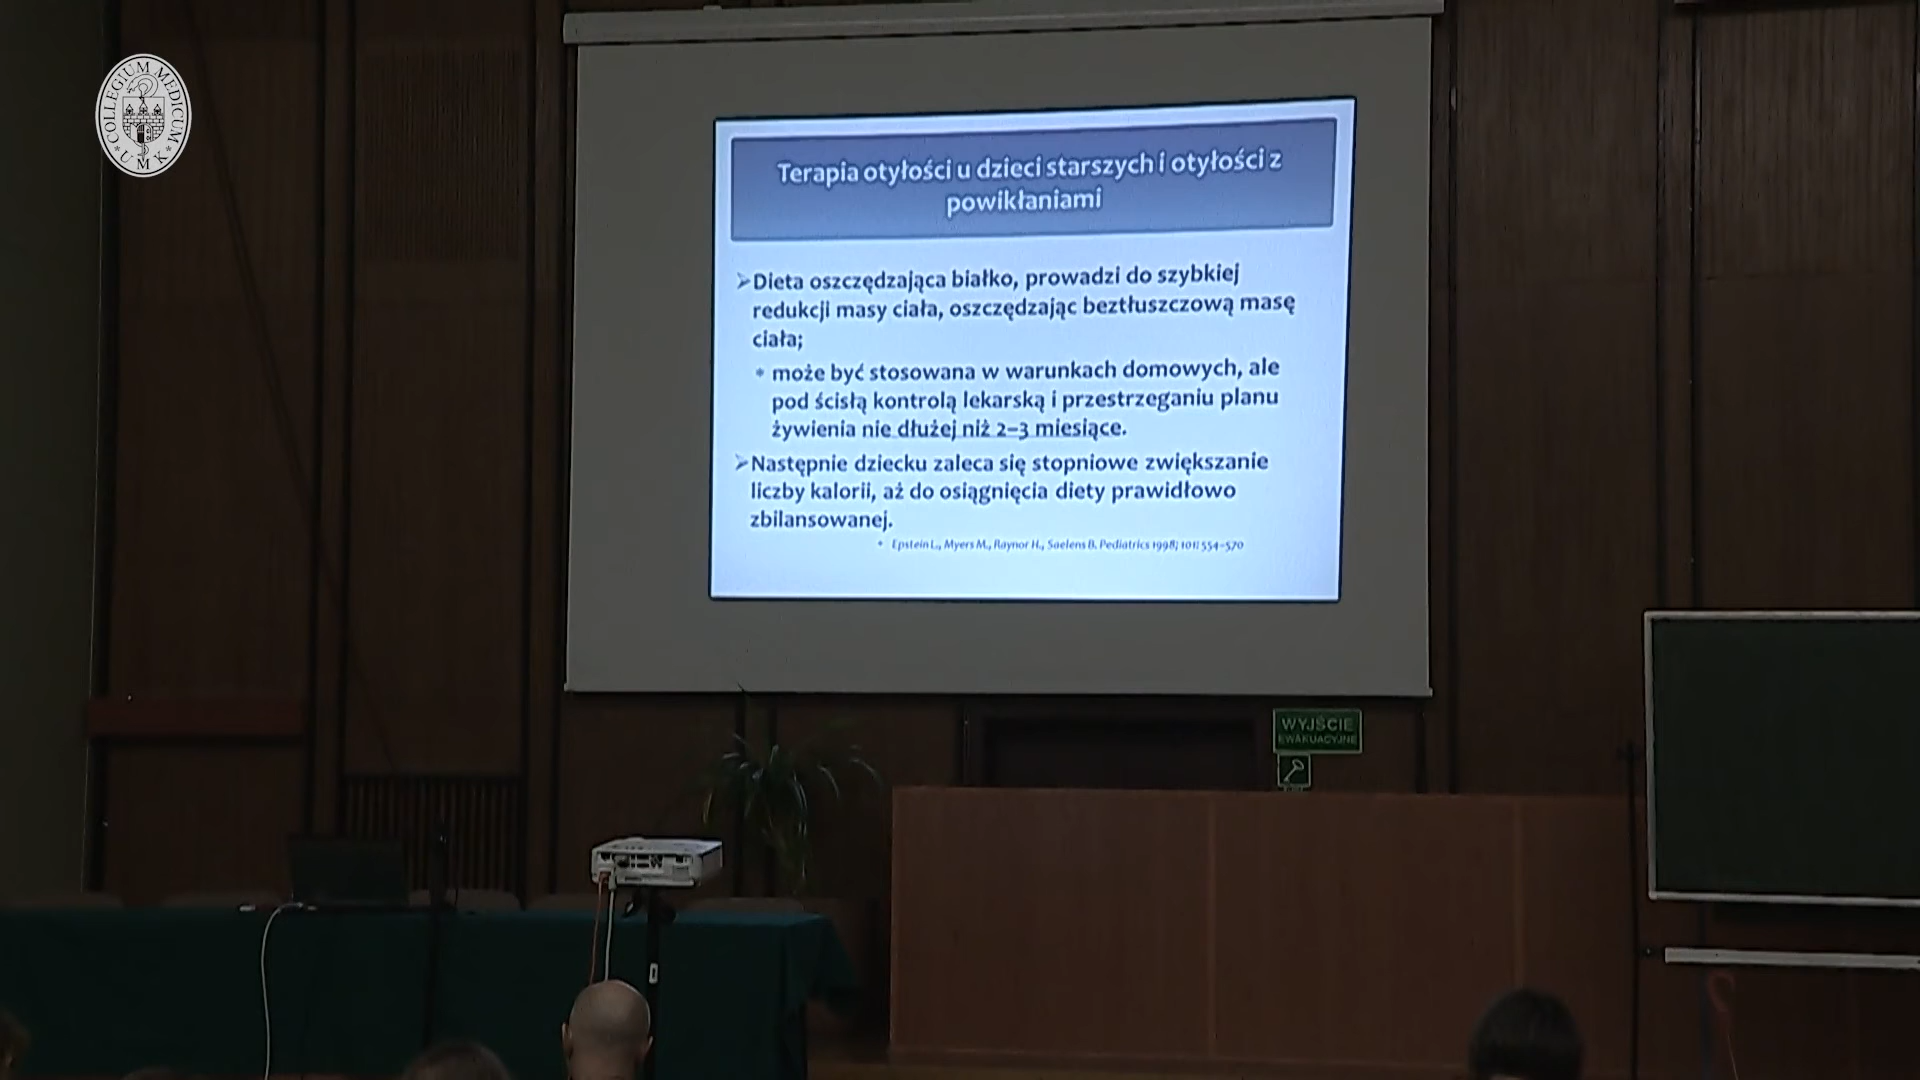 COLLEGIUM MEDICUM
* UMK *
Terapia otyłości u dzieci starszych i otyłości z
powikłaniami
➢Dieta oszczędzająca białko, prowadzi do szybkiej
redukcji masy ciała, oszczędzając beztłuszczową masę
ciała;
* może być stosowana w warunkach domowych, ale
pod ścisłą kontrolą lekarską i przestrzeganiu planu
żywienia nie dłużej niż 2–3 miesiące.
➢Następnie dziecku zaleca się stopniowe zwiększanie
liczby kalorii, aż do osiągnięcia diety prawidłowo
zbilansowanej.
* Epstein L., Myers M., Raynor H., Saelens B. Pediatrics 1998; 101: 554–570
WYJŚCIE
EWAKUACYJNE